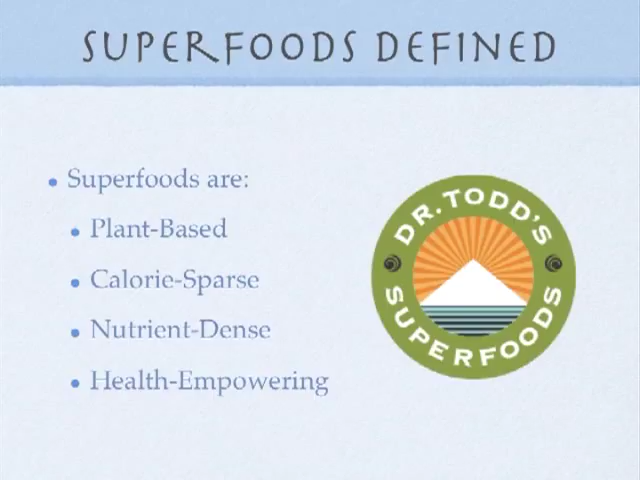 SUPERFOODS DEFINED
• Superfoods are:
• Plant-Based
• Calorie-Sparse
• Nutrient-Dense
• Health-Empowering
DR. TODD'S
SUPERFOODS